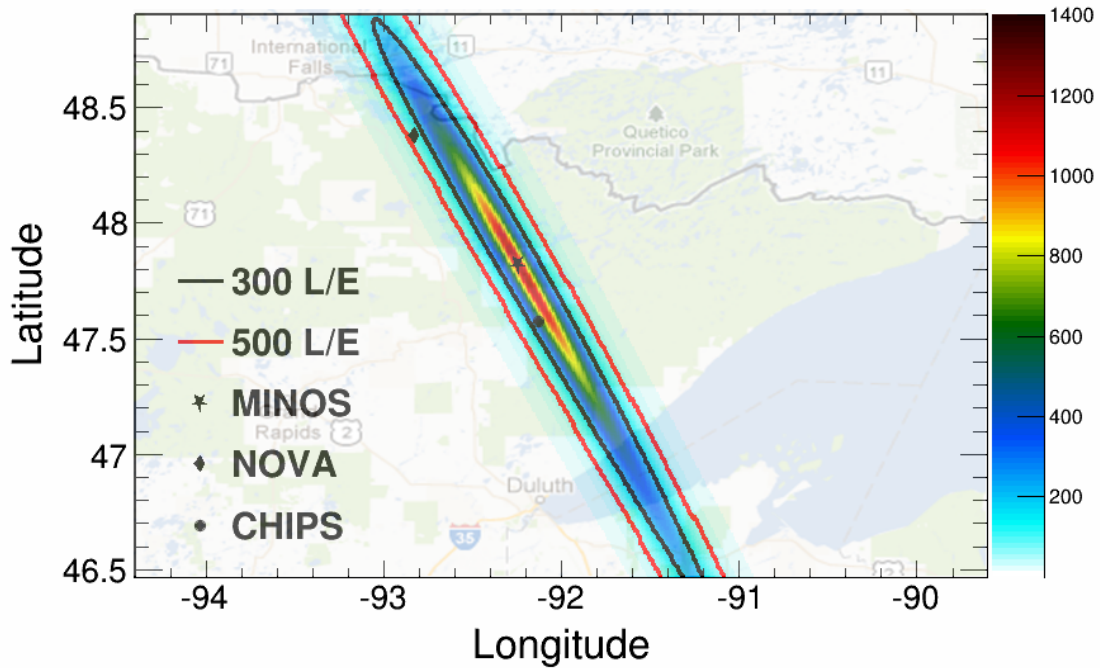 International
Falls
11
71
11
1400
1200
1000
800
600
400
200
48.5
48
47.5
47
46.5
Latitude
Quetico
Provincial Park
71
300 L/E
500 L/E
MINOS
Grand
Rapids
2
NOVA
CHIPS
Duluth
35
2
-94
-93
-92
-91
-90
Longitude